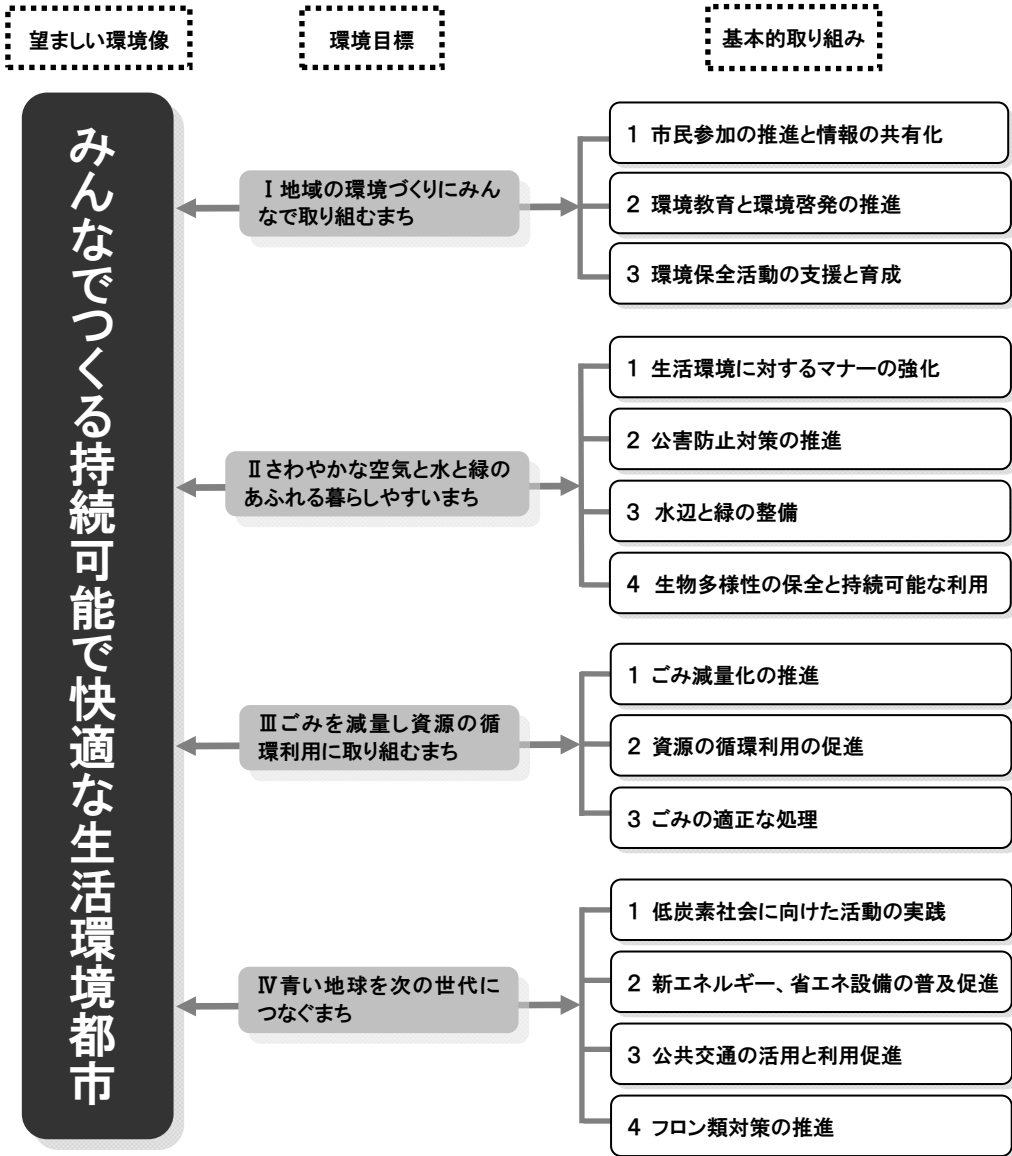 望ましい環境像
環境目標
基本的取り組み
みんなでつくる持続可能で快適な生活環境都市
Ⅰ地域の環境づくりにみん
なで取り組むまち
1 市民参加の推進と情報の共有化
2 環境教育と環境啓発の推進
3 環境保全活動の支援と育成
Ⅱさわやかな空気と水と緑の
あふれる暮らしやすいまち
1 生活環境に対するマナーの強化
2 公害防止対策の推進
3 水辺と緑の整備
4 生物多様性の保全と持続可能な利用
Ⅲごみを減量し資源の循
環利用に取り組むまち
1 ごみ減量化の推進
2 資源の循環利用の促進
3 ごみの適正な処理
Ⅳ青い地球を次の世代に
つなぐまち
1 低炭素社会に向けた活動の実践
2 新エネルギー、省エネ設備の普及促進
3 公共交通の活用と利用促進
4 フロン類対策の推進